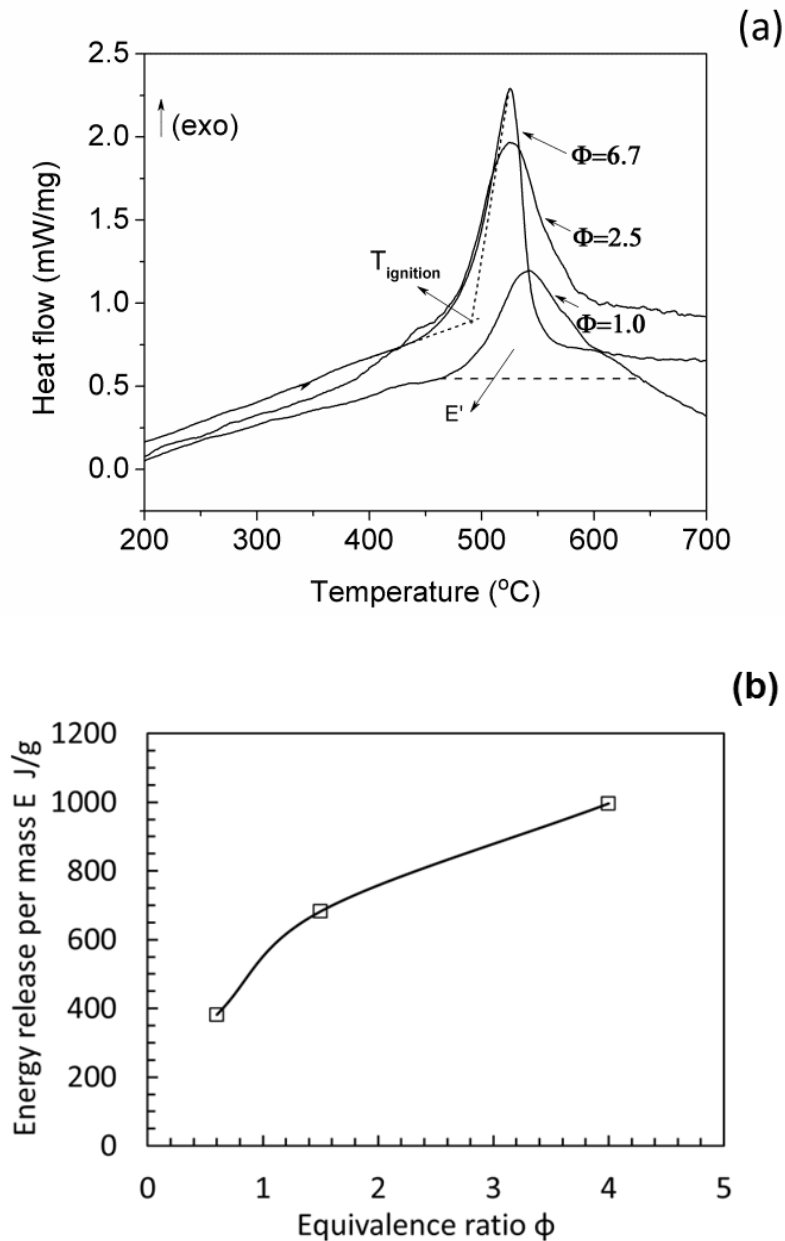 (a)
2.5
2.0
1.5
1.0
0.5
0.0
Heat flow (mW/mg)
(exo)
Φ=6.7
Φ=2.5
Φ=1.0
T ignition
E'
200 300 400 500 600 700
Temperature (°C)
(b)
1200
1000
800
600
400
200
0
Energy release per mass E J/g
0 1 2 3 4 5
Equivalence ratio ϕ